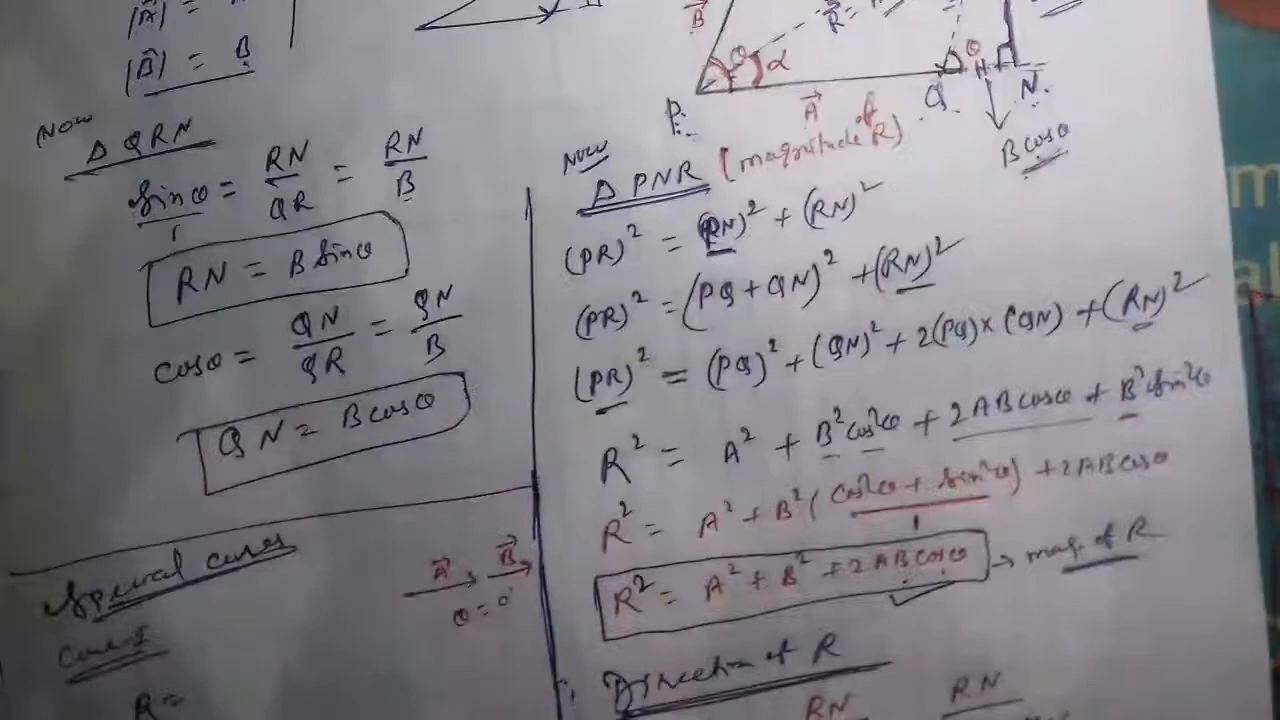 |A⃗| =
|B⃗| = B
Now
Δ QRN
Sinθ = RN/QR = RN/B
1
RN = B Sinθ
cosθ = QN/QR = QN/B
QN = B cosθ
Special cases
Case-I
R =
A⃗ B⃗
θ = 0°
B⃗
R⃗ =
θ α
θ
P
A⃗
Q
H
N
B cosθ
Now
Δ PNR (magnitude of R)
(PR)² = (PN)² + (RN)²
(PR)² = (PQ + QN)² + (RN)²
(PR)² = (PQ)² + (QN)² + 2(PQ) × (QN) + (RN)²
R² = A² + B² cos²θ + 2AB cosθ + B² Sin²θ
R² = A² + B² (cos²θ + Sin²θ) + 2AB cosθ
1
R² = A² + B² + 2AB cosθ → mag. of R
Direction of R
RN RN
m
al